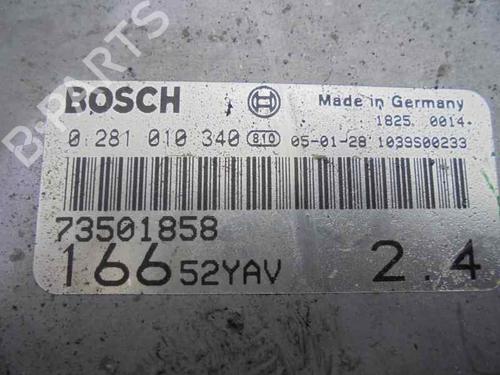 B-PARTS
BOSCH
Made in Germany
1825 0014
0 281 010 340 810 05-01-28 1039S00233
73501858
166 52YAV 2.4